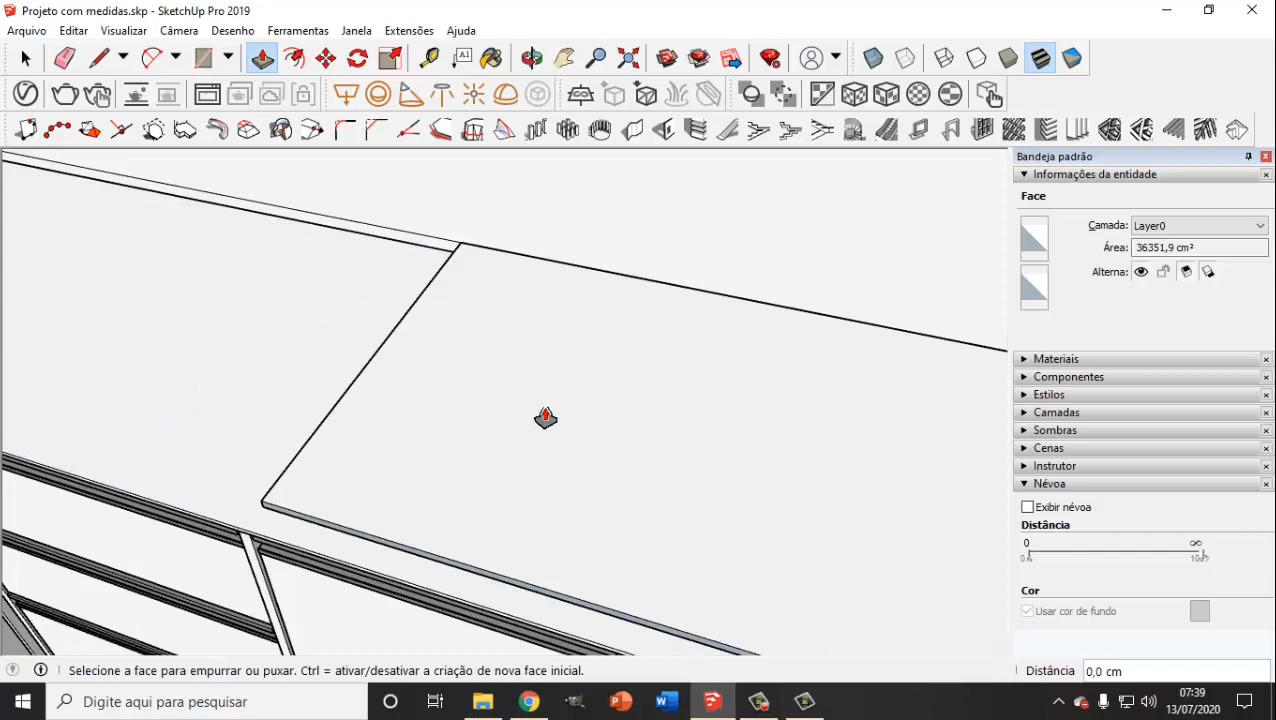 Projeto com medidas.skp - SketchUp Pro 2019
Arquivo Editar Visualizar Câmera Desenho Ferramentas Janela Extensões Ajuda
A1
Bandeja padrão
Informações da entidade
Face
Camada: Layer0
Área: 36351,9 cm²
Alterna:
Materiais
Componentes
Estilos
Camadas
Sombras
Cenas
Instrutor
Névoa
Exibir névoa
Distância
0 ∞
Cor
Usar cor de fundo
Selecione a face para empurrar ou puxar. Ctrl = ativar/desativar a criação de nova face inicial.
Distância 0,0 cm
Digite aqui para pesquisar
07:39
13/07/2020